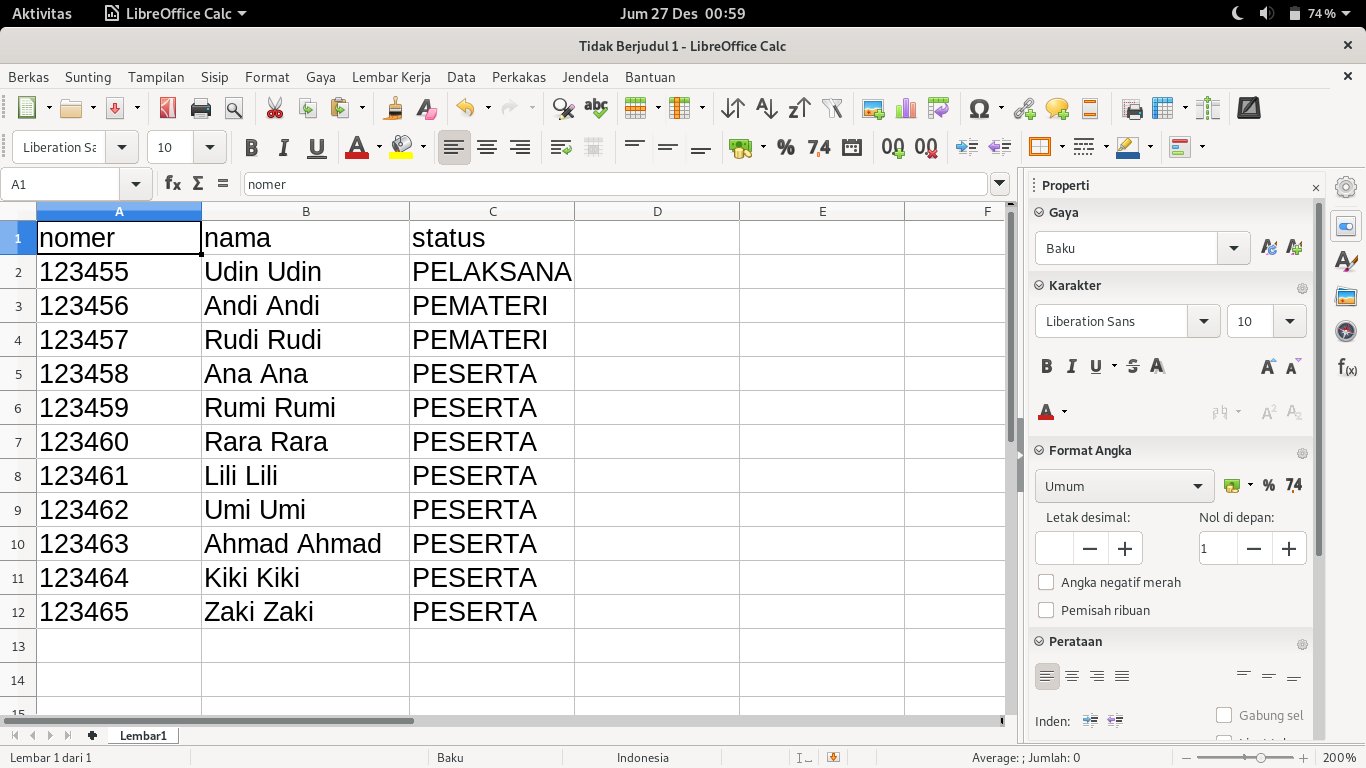 Aktivitas LibreOffice Calc Jum 27 Des 00:59 74%
Tidak Berjudul 1 - LibreOffice Calc
Berkas Sunting Tampilan Sisip Format Gaya Lembar Kerja Data Perkakas Jendela Bantuan
Liberation Sa 10
A1 nomer
A B C D E F
1 nomer nama status
2 123455 Udin Udin PELAKSANA
3 123456 Andi Andi PEMATERI
4 123457 Rudi Rudi PEMATERI
5 123458 Ana Ana PESERTA
6 123459 Rumi Rumi PESERTA
7 123460 Rara Rara PESERTA
8 123461 Lili Lili PESERTA
9 123462 Umi Umi PESERTA
10 123463 Ahmad Ahmad PESERTA
11 123464 Kiki Kiki PESERTA
12 123465 Zaki Zaki PESERTA
13
14
15
Lembar1
Properti
Gaya
Baku
Karakter
Liberation Sans 10
Format Angka
Umum
Letak desimal: Nol di depan:
1
Angka negatif merah
Pemisah ribuan
Perataan
Inden: Gabung sel
Lembar 1 dari 1 Baku Indonesia Average: ; Jumlah: 0 200%